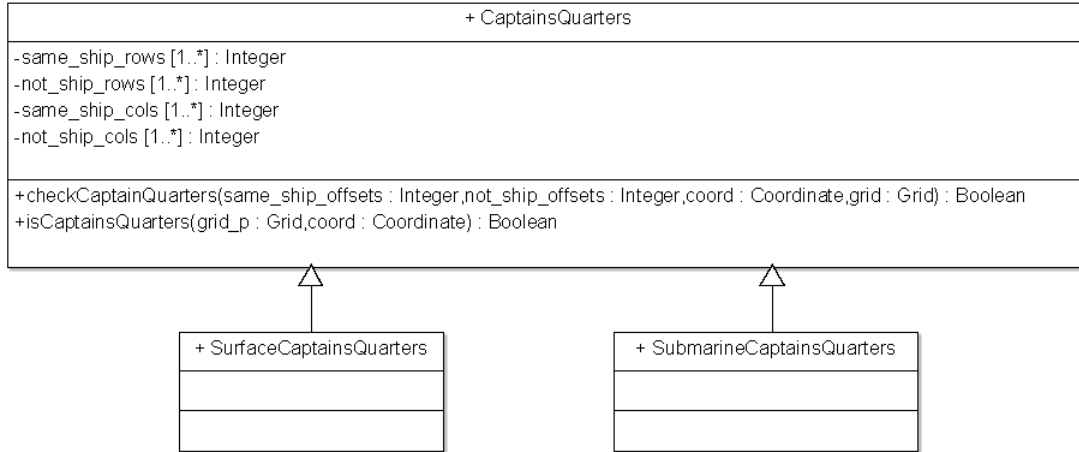 + CaptainsQuarters
-same_ship_rows [1..*] : Integer
-not_ship_rows [1..*] : Integer
-same_ship_cols [1..*] : Integer
-not_ship_cols [1..*] : Integer
+checkCaptainQuarters(same_ship_offsets : Integer,not_ship_offsets : Integer,coord : Coordinate,grid : Grid) : Boolean
+isCaptainsQuarters(grid_p : Grid,coord : Coordinate) : Boolean
+ SurfaceCaptainsQuarters
+ SubmarineCaptainsQuarters